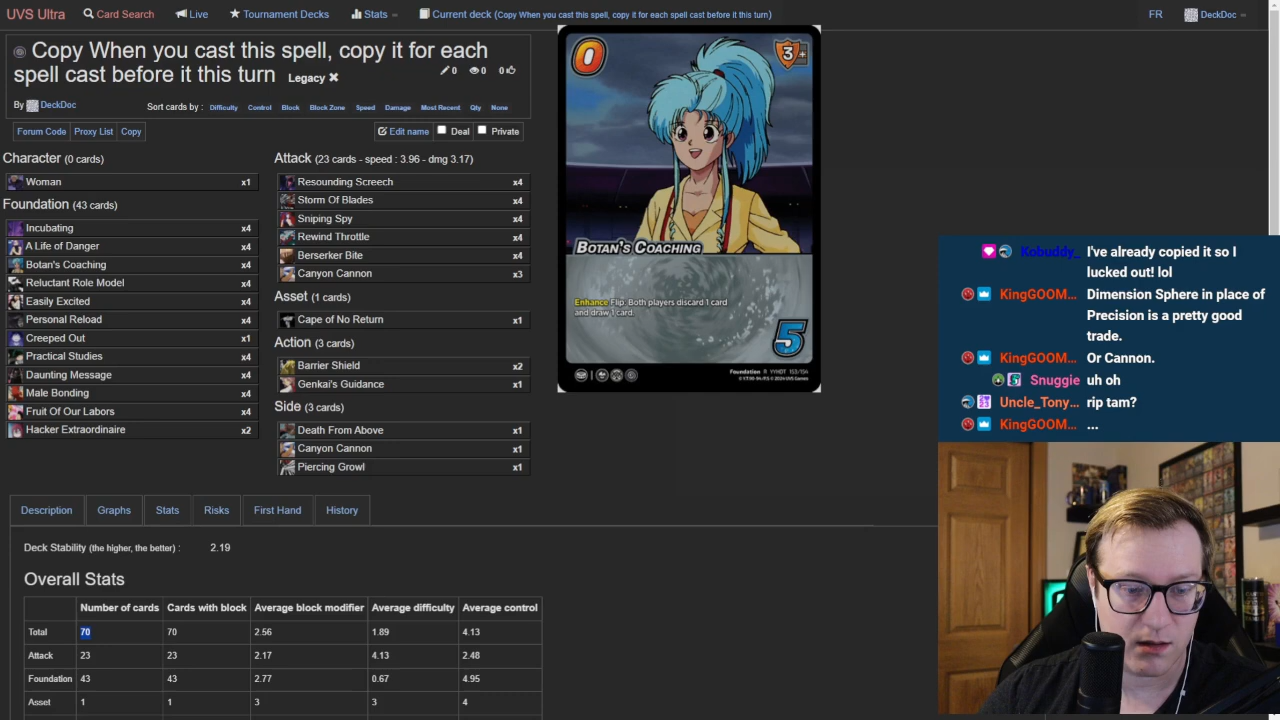 UVS Ultra
Card Search
Live
Tournament Decks
Stats
Current deck (Copy When you cast this spell, copy it for each spell cast before it this turn)
FR
DeckDoc
Copy When you cast this spell, copy it for each
spell cast before it this turn
Legacy
0
0
0
By DeckDoc
Sort cards by :
Difficulty
Control
Block
Block Zone
Speed
Damage
Most Recent
Qty
None
Forum Code
Proxy List
Copy
Edit name
Deal
Private
Character (0 cards)
Woman x1
Foundation (43 cards)
Incubating x4
A Life of Danger x4
Botan's Coaching x4
Reluctant Role Model x4
Easily Excited x4
Personal Reload x4
Creeped Out x1
Practical Studies x4
Daunting Message x4
Male Bonding x4
Fruit Of Our Labors x4
Hacker Extraordinaire x2
Attack (23 cards - speed : 3.96 - dmg 3.17)
Resounding Screech x4
Storm Of Blades x4
Sniping Spy x4
Rewind Throttle x4
Berserker Bite x4
Canyon Cannon x3
Asset (1 cards)
Cape of No Return x1
Action (3 cards)
Barrier Shield x2
Genkai's Guidance x1
Side (3 cards)
Death From Above x1
Canyon Cannon x1
Piercing Growl x1
0
3+
Botan's Coaching
Enhance Flip: Both players discard 1 card
and draw 1 card.
5
Kobuddy_ I've already copied it so I
lucked out! lol
KingGOOM... Dimension Sphere in place of
Precision is a pretty good
trade.
KingGOOM... Or Cannon.
Snuggie uh oh
Uncle_Tony... rip tam?
KingGOOM... ...
Description
Graphs
Stats
Risks
First Hand
History
Deck Stability (the higher, the better) : 2.19
Overall Stats
Number of cards Cards with block Average block modifier Average difficulty Average control
Total 70 70 2.56 1.89 4.13
Attack 23 23 2.17 4.13 2.48
Foundation 43 43 2.77 0.67 4.95
Asset 1 1 3 3 4